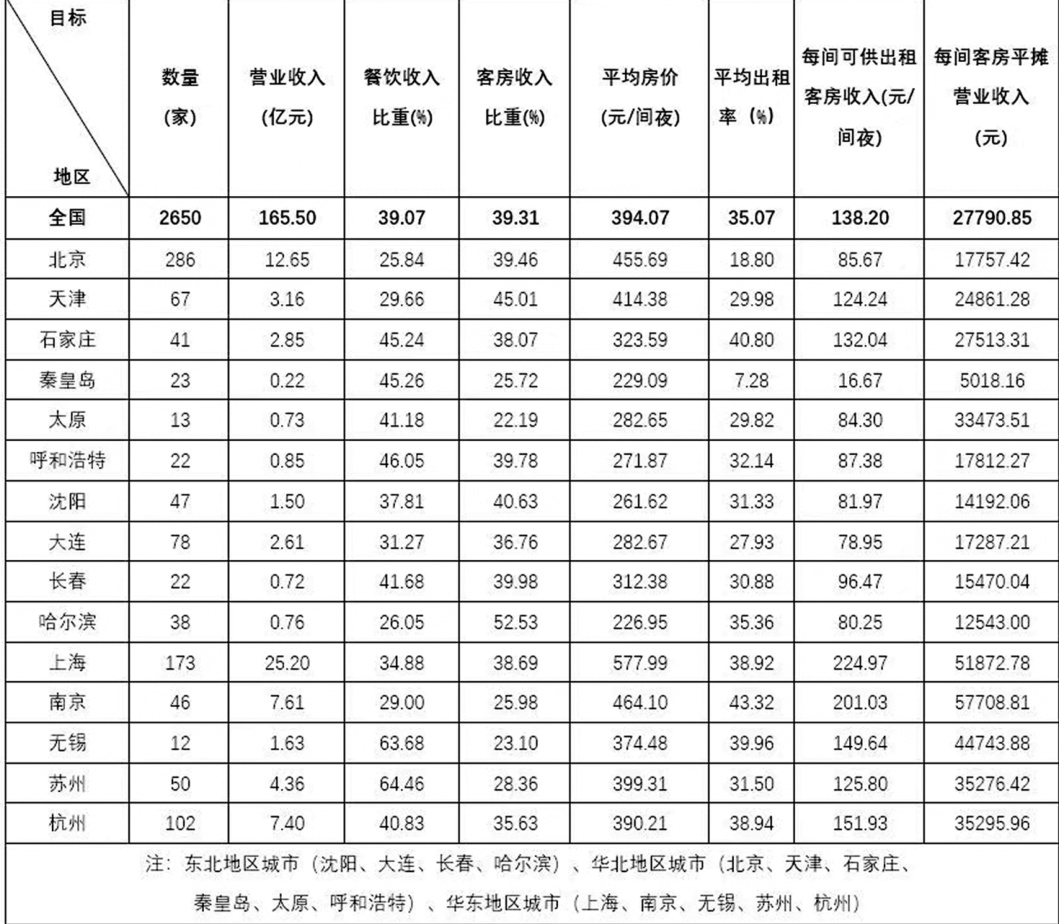 目标
地区
数量
(家)
营业收入
(亿元)
餐饮收入
比重(%)
客房收入
比重(%)
平均房价
(元/间夜)
平均出租
率（%）
每间可供出租
客房收入(元/
间夜)
每间客房平摊
营业收入
(元)
全国 2650 165.50 39.07 39.31 394.07 35.07 138.20 27790.85
北京 286 12.65 25.84 39.46 455.69 18.80 85.67 17757.42
天津 67 3.16 29.66 45.01 414.38 29.98 124.24 24861.28
石家庄 41 2.85 45.24 38.07 323.59 40.80 132.04 27513.31
秦皇岛 23 0.22 45.26 25.72 229.09 7.28 16.67 5018.16
太原 13 0.73 41.18 22.19 282.65 29.82 84.30 33473.51
呼和浩特 22 0.85 46.05 39.78 271.87 32.14 87.38 17812.27
沈阳 47 1.50 37.81 40.63 261.62 31.33 81.97 14192.06
大连 78 2.61 31.27 36.76 282.67 27.93 78.95 17287.21
长春 22 0.72 41.68 39.98 312.38 30.88 96.47 15470.04
哈尔滨 38 0.76 26.05 52.53 226.95 35.36 80.25 12543.00
上海 173 25.20 34.88 38.69 577.99 38.92 224.97 51872.78
南京 46 7.61 29.00 25.98 464.10 43.32 201.03 57708.81
无锡 12 1.63 63.68 23.10 374.48 39.96 149.64 44743.88
苏州 50 4.36 64.46 28.36 399.31 31.50 125.80 35276.42
杭州 102 7.40 40.83 35.63 390.21 38.94 151.93 35295.96
注：东北地区城市（沈阳、大连、长春、哈尔滨）、华北地区城市（北京、天津、石家庄、
秦皇岛、太原、呼和浩特）、华东地区城市（上海、南京、无锡、苏州、杭州）